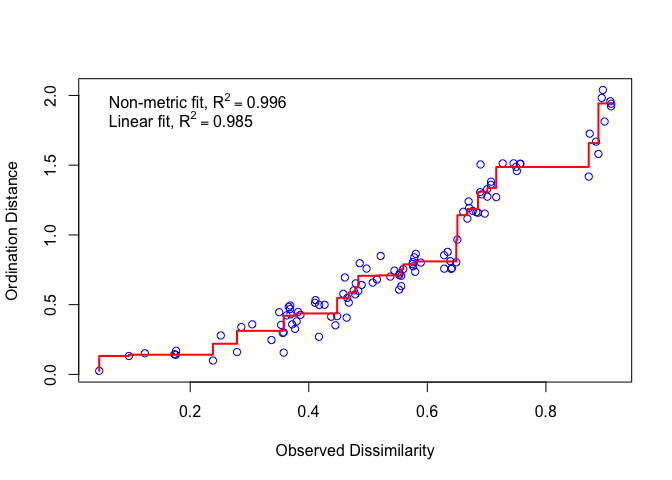 Non-metric fit, R² = 0.996
Linear fit, R² = 0.985
Ordination Distance
2.0
1.5
1.0
0.5
0.0
0.2 0.4 0.6 0.8
Observed Dissimilarity